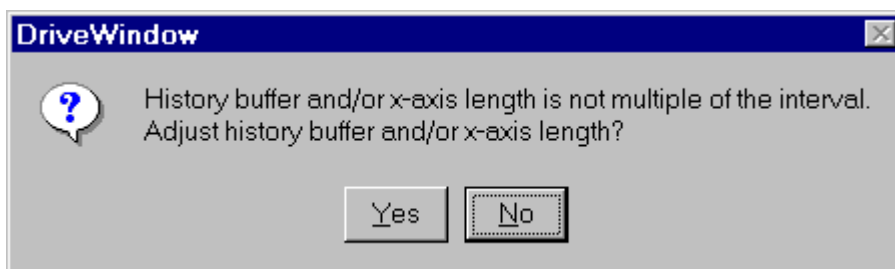 DriveWindow
?
History buffer and/or x-axis length is not multiple of the interval.
Adjust history buffer and/or x-axis length?
Yes No